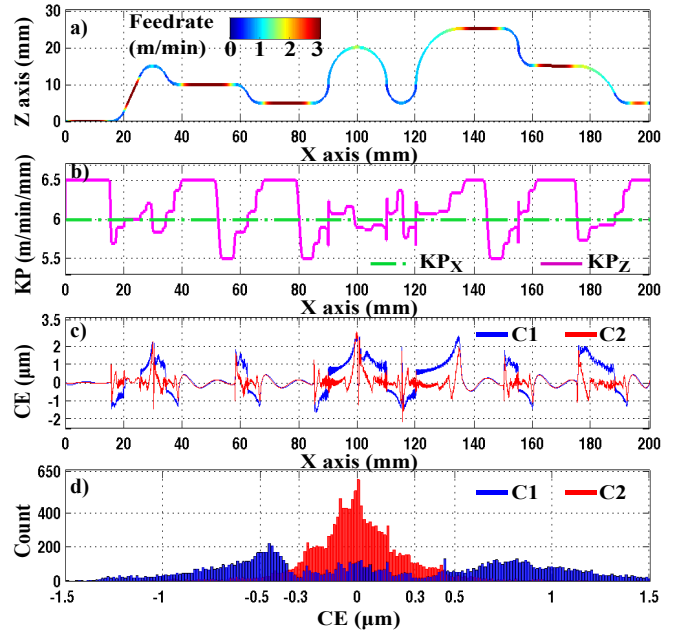 a)
Feedrate
(m/min)
0 1 2 3
30
20
10
0
Z axis (mm)
0 20 40 60 80 100 120 140 160 180 200
X axis (mm)
b)
6.5
6
5.5
KP (m/min/mm)
KPX KPZ
0 20 40 60 80 100 120 140 160 180 200
X axis (mm)
c)
3.5
2
1
0
-1
-2
CE (μm)
C1 C2
0 20 40 60 80 100 120 140 160 180 200
X axis (mm)
d)
650
400
200
0
Count
C1 C2
-1.5 -1 -0.5 -0.3 0 0.3 0.5 1 1.5
CE (μm)